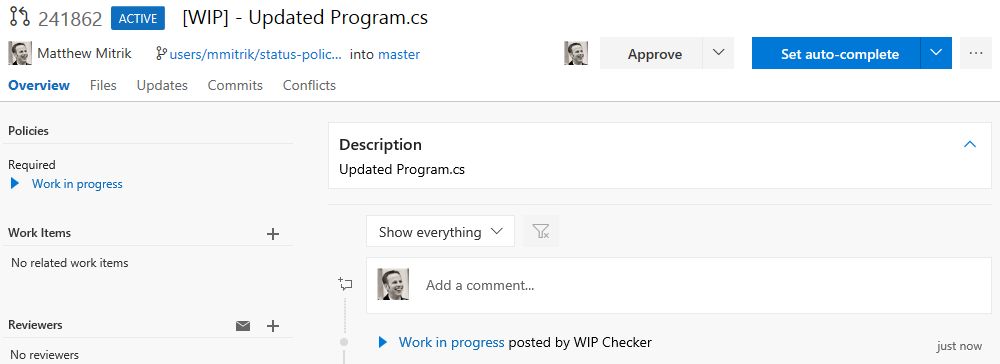 241862 ACTIVE [WIP] - Updated Program.cs
Matthew Mitrik users/mmitrik/status-polic... into master Approve Set auto-complete ...
Overview Files Updates Commits Conflicts
Policies
Required
Work in progress
Work Items
No related work items
Reviewers
No reviewers
Description
Updated Program.cs
Show everything
Add a comment...
Work in progress posted by WIP Checker just now